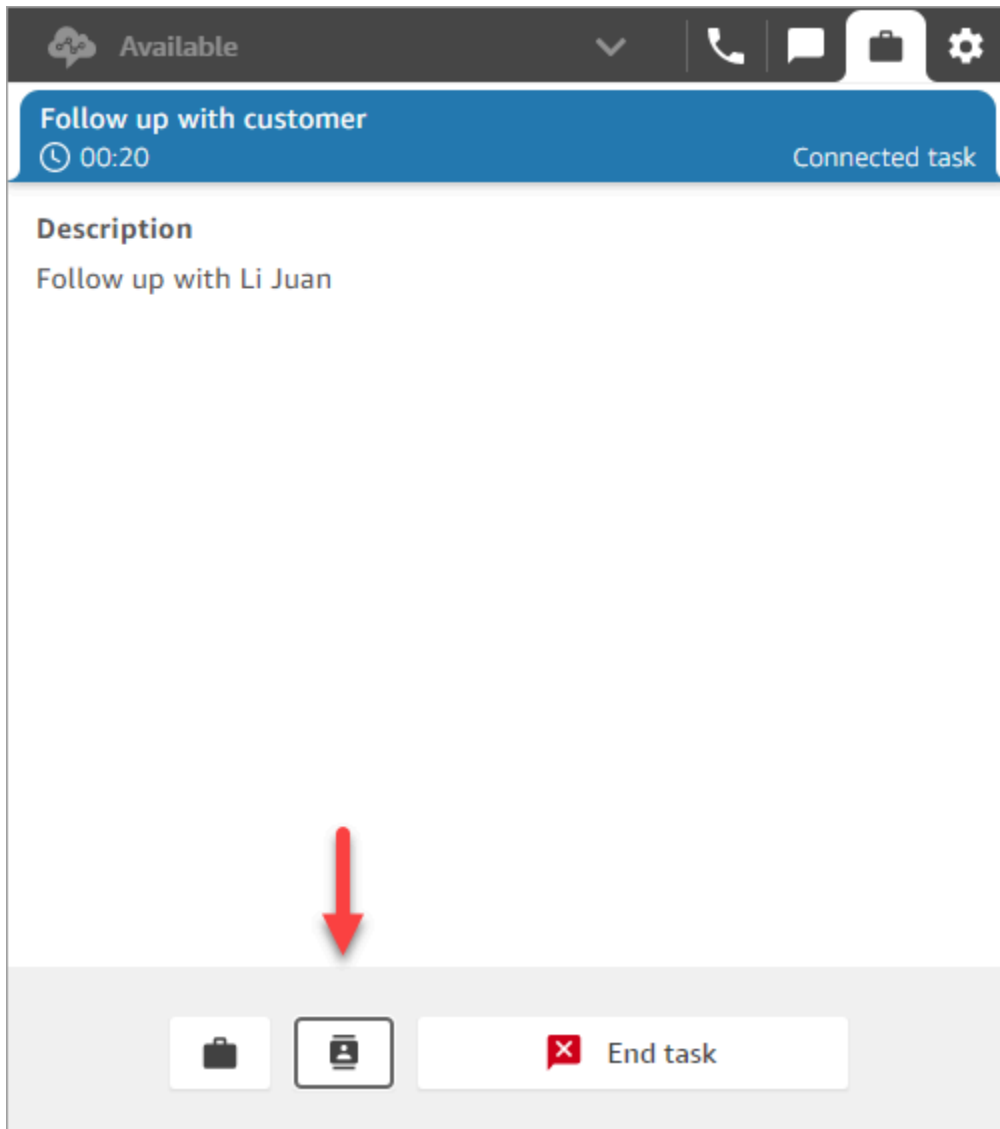 Available
Follow up with customer
00:20
Connected task
Description
Follow up with Li Juan
End task